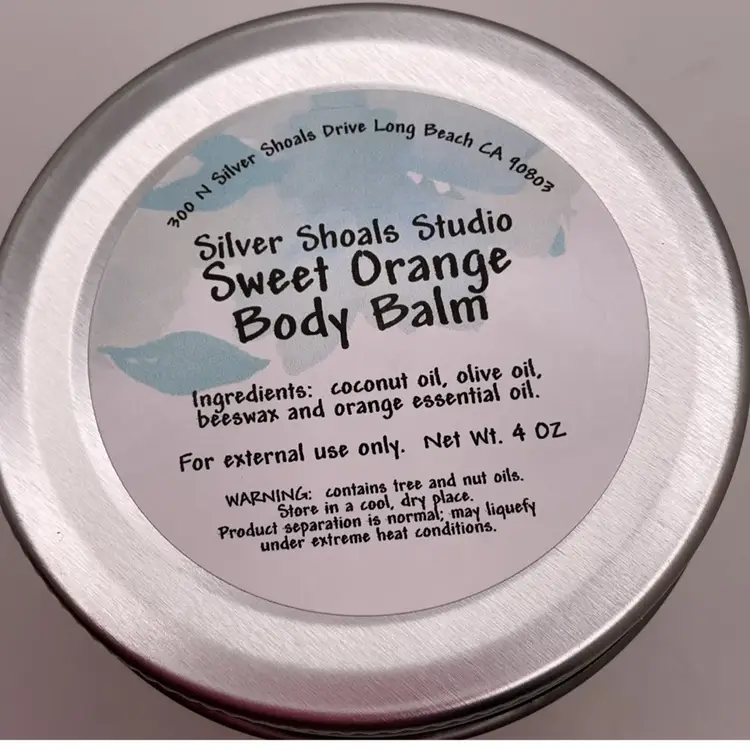 300 N Silver Shoals Drive Long Beach CA 90803
Silver Shoals Studio
Sweet Orange
Body Balm
Ingredients: coconut oil, olive oil,
beeswax and orange essential oil.
For external use only. Net Wt. 4 OZ
WARNING: contains tree and nut oils.
Store in a cool, dry place.
Product separation is normal; may liquefy
under extreme heat conditions.